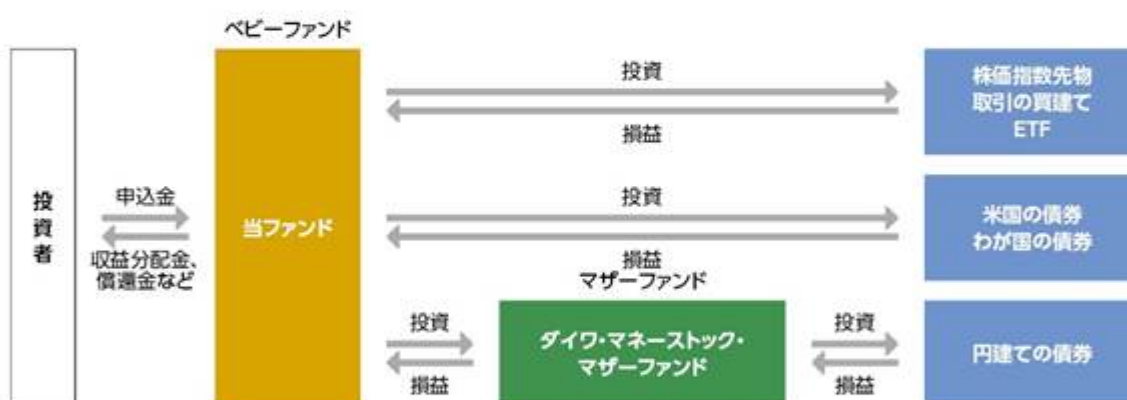 ベビーファンド
投資者
申込金
収益分配金、
償還金など
当ファンド
投資
損益
株価指数先物
取引の買建て
ETF
投資
損益
米国の債券
わが国の債券
マザーファンド
投資
損益
ダイワ・マネーストック・
マザーファンド
投資
損益
円建ての債券